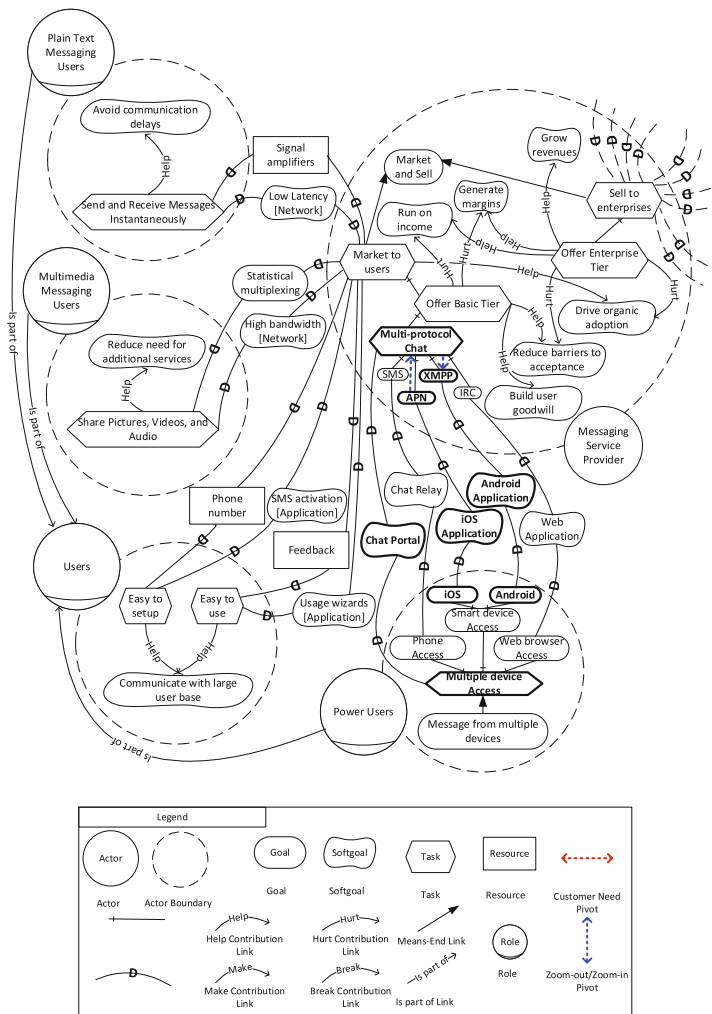 Plain Text
Messaging
Users
Avoid communication
delays
Help
Send and Receive Messages
Instantaneously
Signal
amplifiers
D
D
Low Latency
[Network]
D
D
Market
and Sell
Grow
revenues
D
D
D
D
D
D
D
D
Generate
margins
Run on
income
Sell to
enterprises
Help
Help
Help
Hurt
Hurt
Market to
users
Offer Enterprise
Tier
Help
Hurt
Hurt
Offer Basic Tier
Drive organic
adoption
Help
Help
Reduce barriers to
acceptance
Build user
goodwill
Multimedia
Messaging
Users
Statistical
multiplexing
D
D
High bandwidth
[Network]
D
D
Reduce need for
additional services
Help
Share Pictures, Videos, and
Audio
Is part of
Is part of
Multi-protocol
Chat
SMS
XMPP
APN
IRC
Messaging
Service
Provider
D
D
D
D
D
D
D
D
Phone
number
SMS activation
[Application]
Feedback
Chat Relay
Android
Application
iOS
Application
Web
Application
Chat Portal
Users
D
D
Easy to
setup
Easy to
use
D
D
Usage wizards
[Application]
Help
Help
Communicate with large
user base
D
D
D
D
D
iOS
Android
Smart device
Access
Phone
Access
Web browser
Access
Multiple device
Access
Message from multiple
devices
Power Users
Is part of
Legend
Actor
Goal
Softgoal
Task
Resource
Actor
Actor Boundary
Goal
Softgoal
Task
Resource
Customer Need
Pivot
Help
Help Contribution
Link
Hurt
Hurt Contribution
Link
Means-End Link
Role
Role
D
Make
Make Contribution
Link
Break
Break Contribution
Link
Is part of
Is part of Link
Zoom-out/Zoom-in
Pivot